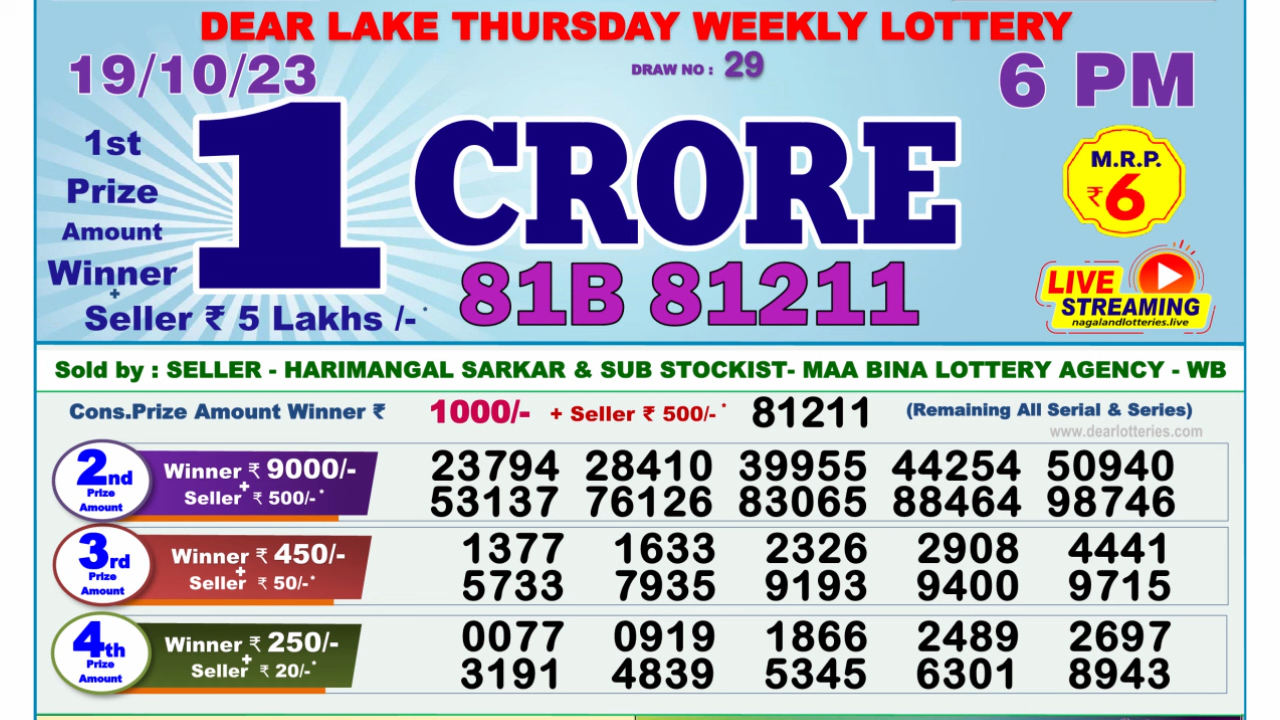 DEAR LAKE THURSDAY WEEKLY LOTTERY
19/10/23
DRAW NO : 29
6 PM
1st
Prize
Amount
Winner
+
Seller ₹ 5 Lakhs /-*
1 CRORE
81B 81211
M.R.P.
₹6
LIVE
STREAMING
nagalandlotteries.live
Sold by : SELLER - HARIMANGAL SARKAR & SUB STOCKIST- MAA BINA LOTTERY AGENCY - WB
Cons.Prize Amount Winner ₹ 1000/- + Seller ₹ 500/-* 81211 (Remaining All Serial & Series)
www.dearlotteries.com
2nd
Prize
Amount
Winner ₹ 9000/-
+
Seller ₹ 500/-*
23794 28410 39955 44254 50940
53137 76126 83065 88464 98746
3rd
Prize
Amount
Winner ₹ 450/-
+
Seller ₹ 50/-*
1377 1633 2326 2908 4441
5733 7935 9193 9400 9715
4th
Prize
Amount
Winner ₹ 250/-
+
Seller ₹ 20/-*
0077 0919 1866 2489 2697
3191 4839 5345 6301 8943